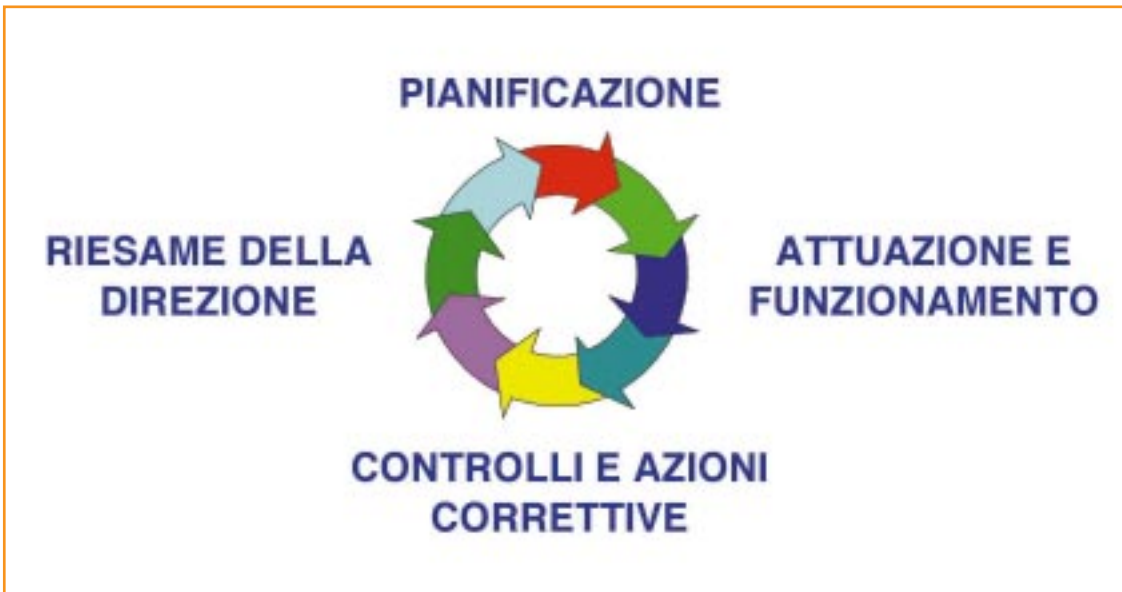 PIANIFICAZIONE
RIESAME DELLA
DIREZIONE
ATTUAZIONE E
FUNZIONAMENTO
CONTROLLI E AZIONI
CORRETTIVE